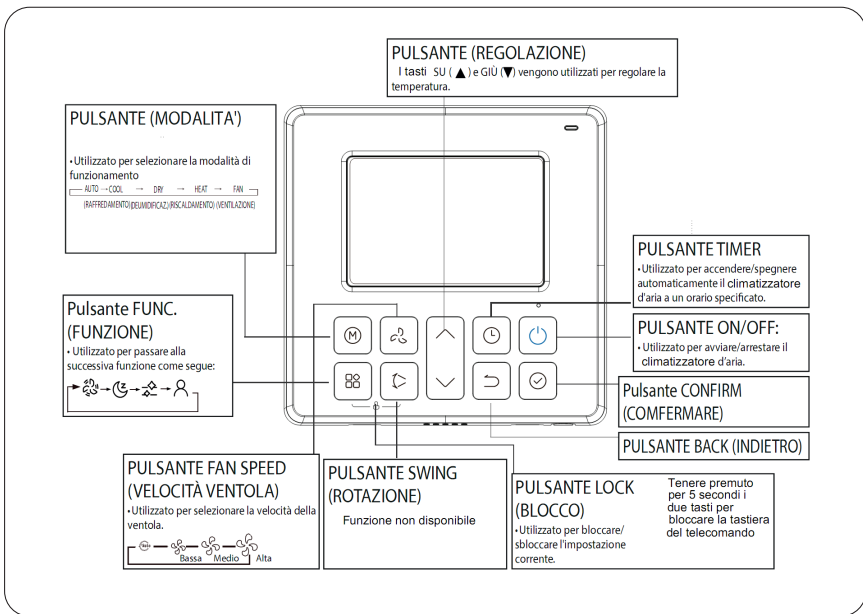 PULSANTE (REGOLAZIONE)
I tasti SU ( ▲ ) e GIÙ (▼) vengono utilizzati per regolare la
temperatura.
PULSANTE (MODALITA')
• Utilizzato per selezionare la modalità di
funzionamento
AUTO → COOL → DRY → HEAT → FAN
(RAFFREDAMENTO) (DEUMIDIFICAZ.) (RISCALDAMENTO) (VENTILAZIONE)
PULSANTE TIMER
• Utilizzato per accendere/spegnere
automaticamente il climatizzatore
d'aria a un orario specificato.
Pulsante FUNC.
(FUNZIONE)
• Utilizzato per passare alla
successiva funzione come segue:
PULSANTE ON/OFF:
• Utilizzato per avviare/arrestare il
climatizzatore d'aria.
M
Pulsante CONFIRM
(COMFERMARE)
PULSANTE BACK (INDIETRO)
PULSANTE FAN SPEED
(VELOCITÀ VENTOLA)
• Utilizzato per selezionare la velocità della
ventola.
Bassa Medio Alta
PULSANTE SWING
(ROTAZIONE)
Funzione non disponibile
PULSANTE LOCK
(BLOCCO)
• Utilizzato per bloccare/
sbloccare l'impostazione
corrente.
Tenere premuto
per 5 secondi i
due tasti per
bloccare la tastiera
del telecomando